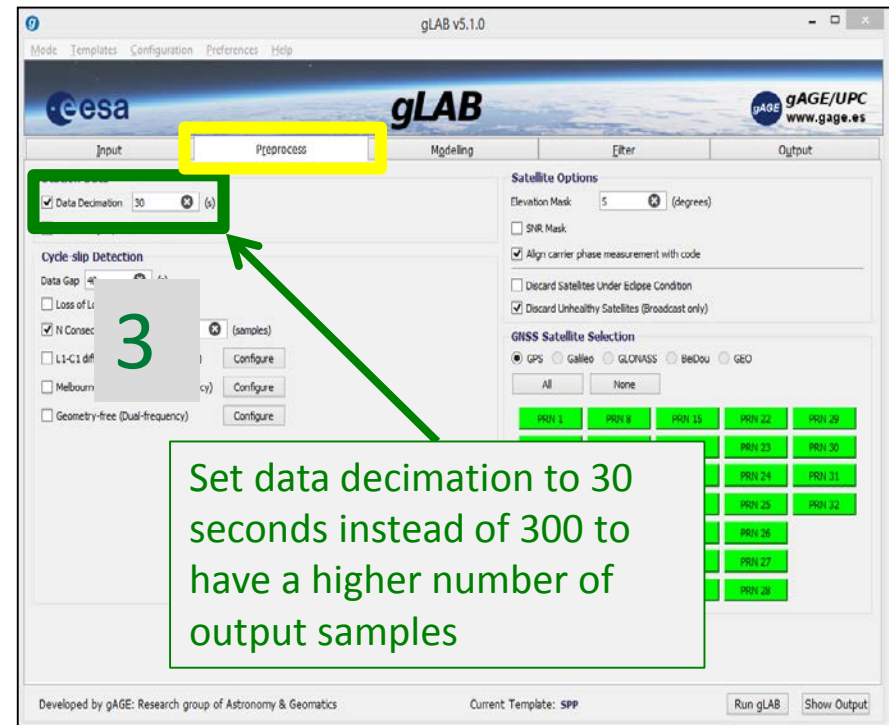 gLAB v5.1.0
Mode Templates Configuration Preferences Help
esa
gLAB
gAGE
gAGE/UPC
www.gage.es
Input Preprocess Modeling Filter Output
Data Decimation 30 (s)
Cycle-slip Detection
Data Gap 40
Loss of
N Consec (samples)
L1-C1 Configure
Melbourn cy) Configure
Geometry-free (Dual-frequency) Configure
3
Satellite Options
Elevation Mask 5 (degrees)
SNR Mask
Align carrier phase measurement with code
Discard Satellites Under Eclipse Condition
Discard Unhealthy Satellites (Broadcast only)
GNSS Satellite Selection
GPS Galileo GLONASS BeiDou GEO
All None
PRN 1 PRN 8 PRN 15 PRN 22 PRN 29
PRN 23 PRN 30
PRN 24 PRN 31
PRN 25 PRN 32
PRN 26
PRN 27
PRN 28
Set data decimation to 30
seconds instead of 300 to
have a higher number of
output samples
Developed by gAGE: Research group of Astronomy & Geomatics Current Template: SPP Run gLAB Show Output